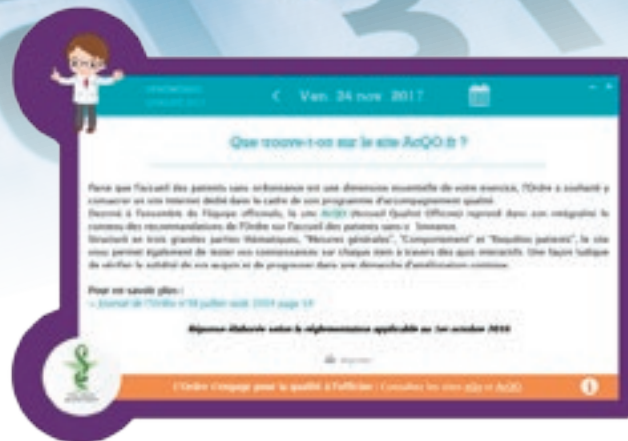 Ven 24 nov 2017
Que trouve-t-on sur le site AcQO.fr ?
Parce que l'accueil des patients sans ordonnance est une dimension essentielle de votre exercice, l'Ordre a souhaité y
consacrer un site Internet dédié dans le cadre de son programme d'accompagnement qualité.
Destiné à l'ensemble de l'équipe officinale, le site AcQO (Accueil Qualité Officine) reprend dans son intégralité le
contenu des recommandations de l'Ordre sur l'accueil des patients sans
Structuré en trois grandes parties thématiques, "Mesures générales", "Comportement" et "Requêtes patients", le site
vous permet également de tester vos connaissances sur chaque item à travers des quiz interactifs. Une façon ludique
de vérifier la solidité de vos acquis et de progresser dans une démarche d'amélioration continue.
Pour en savoir plus :
Journal de l'Ordre page
Réponse élaborée selon la réglementation applicable au 1er octobre 2016
imprimer
L'Ordre s'engage pour la qualité à l'officine : Consultez les sites et AcQO